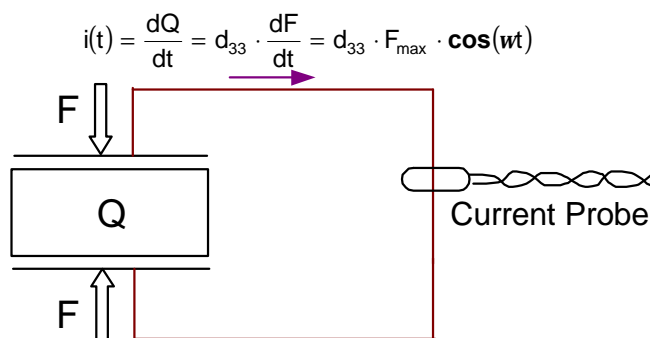 i(t) = dQ/dt = d₃₃ · dF/dt = d₃₃ · Fₘₐₓ · cos(wt)
F
Q
Current Probe
F